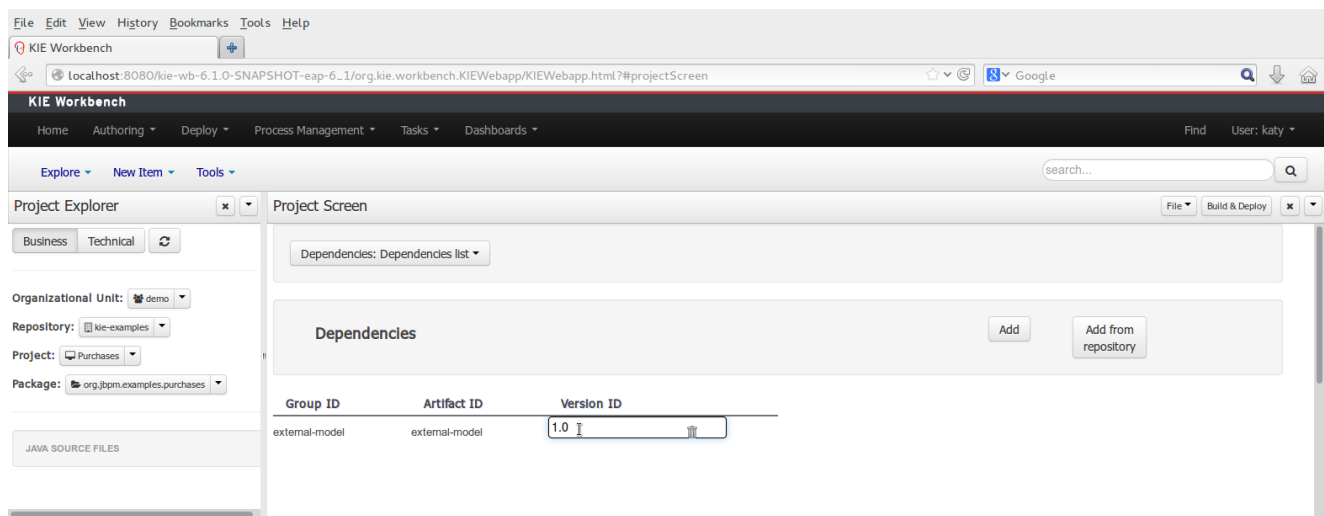 File Edit View History Bookmarks Tools Help
KIE Workbench
localhost:8080/kie-wb-6.1.0-SNAPSHOT-eap-6_1/org.kie.workbench.KIEWebapp/KIEWebapp.html?#projectScreen
Google
KIE Workbench
Home Authoring Deploy Process Management Tasks Dashboards Find User: katy
Explore New Item Tools search...
Project Explorer Project Screen File Build & Deploy
Business Technical
Dependencies: Dependencies list
Organizational Unit: demo
Repository: kie-examples
Project: Purchases
Package: org.jbpm.examples.purchases
Dependencies Add Add from repository
Group ID Artifact ID Version ID
external-model external-model 1.0
JAVA SOURCE FILES